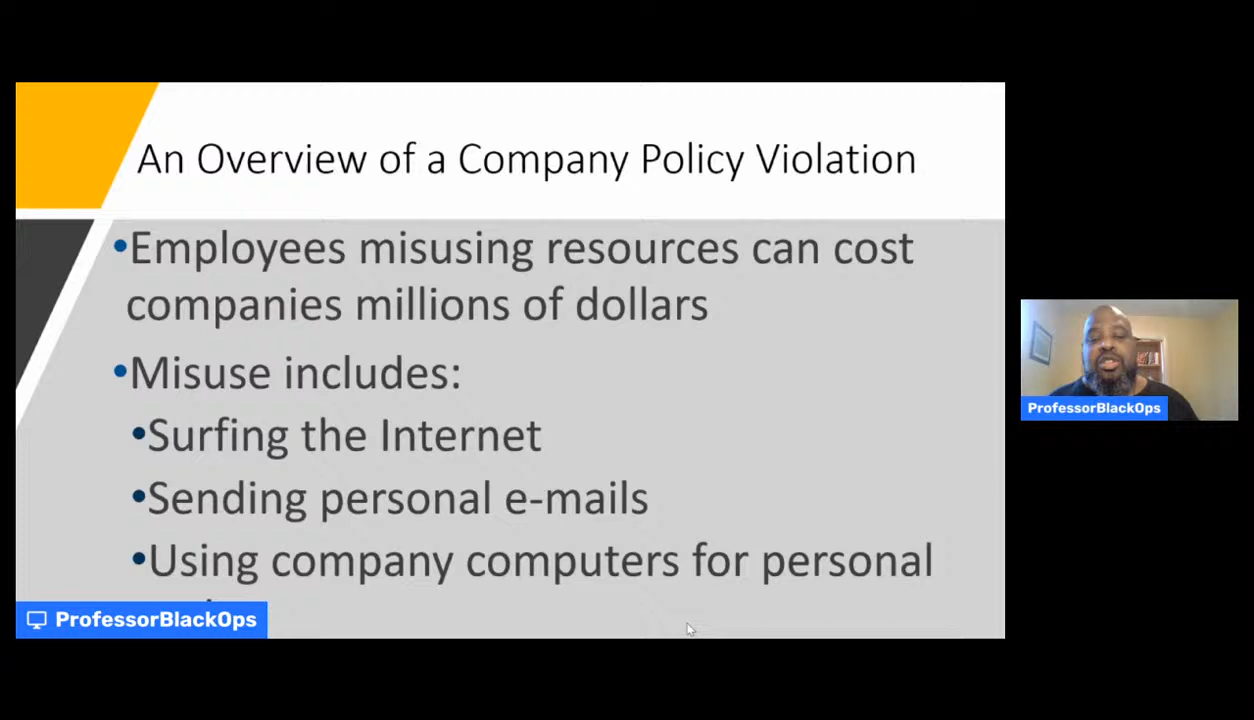 An Overview of a Company Policy Violation
•Employees misusing resources can cost
companies millions of dollars
•Misuse includes:
•Surfing the Internet
•Sending personal e-mails
•Using company computers for personal
ProfessorBlackOps
ProfessorBlackOps